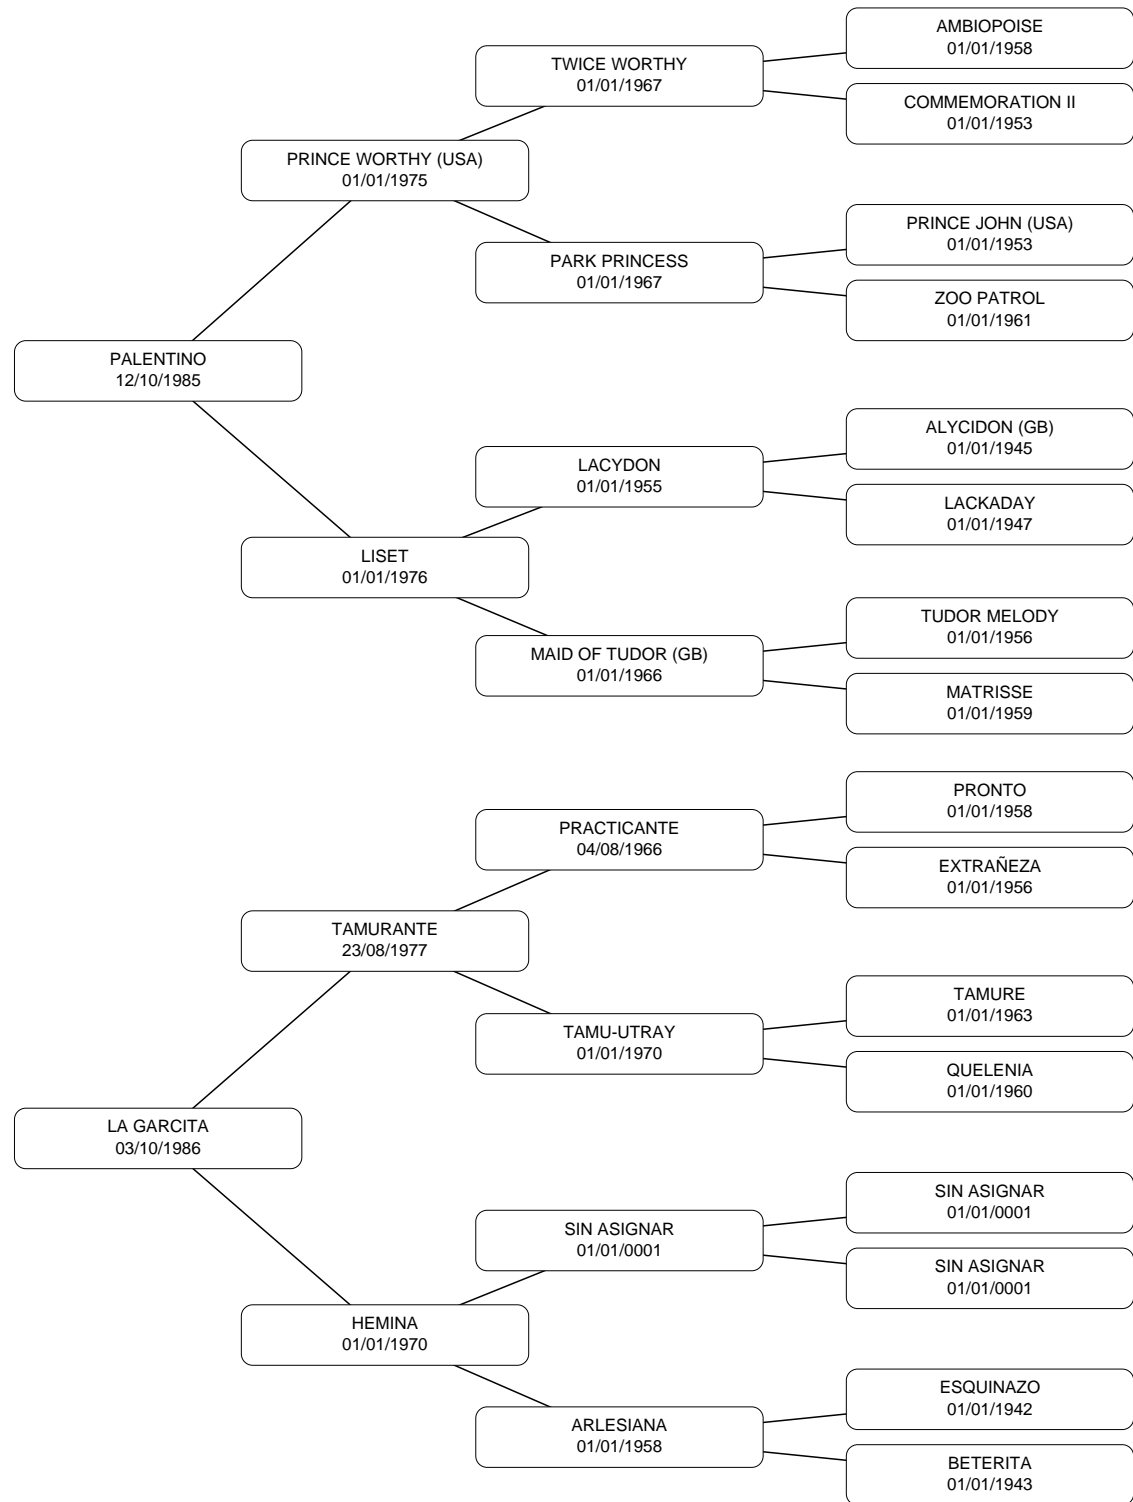 AMBIOPOISE
01/01/1958
TWICE WORTHY
01/01/1967
COMMEMORATION II
01/01/1953
PRINCE WORTHY (USA)
01/01/1975
PRINCE JOHN (USA)
01/01/1953
PARK PRINCESS
01/01/1967
ZOO PATROL
01/01/1961
PALENTINO
12/10/1985
ALYCIDON (GB)
01/01/1945
LACYDON
01/01/1955
LACKADAY
01/01/1947
LISET
01/01/1976
TUDOR MELODY
01/01/1956
MAID OF TUDOR (GB)
01/01/1966
MATRISSE
01/01/1959
PRONTO
01/01/1958
PRACTICANTE
04/08/1966
EXTRAÑEZA
01/01/1956
TAMURANTE
23/08/1977
TAMURE
01/01/1963
TAMU-UTRAY
01/01/1970
QUELENIA
01/01/1960
LA GARCITA
03/10/1986
SIN ASIGNAR
01/01/0001
SIN ASIGNAR
01/01/0001
SIN ASIGNAR
01/01/0001
HEMINA
01/01/1970
ESQUINAZO
01/01/1942
ARLESIANA
01/01/1958
BETERITA
01/01/1943